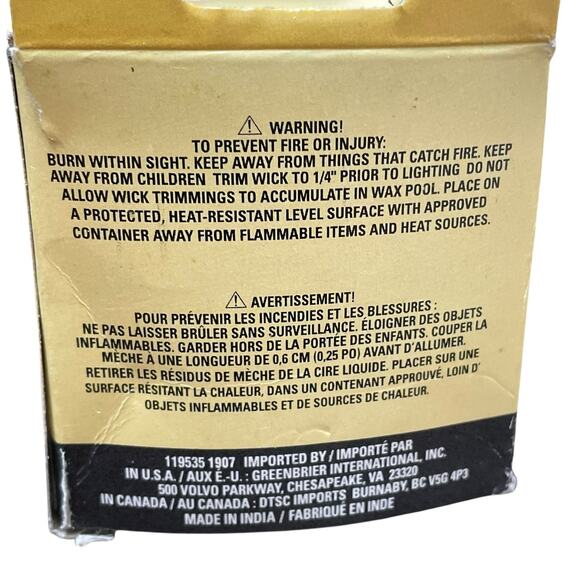 ⚠ WARNING!
TO PREVENT FIRE OR INJURY:
BURN WITHIN SIGHT. KEEP AWAY FROM THINGS THAT CATCH FIRE. KEEP
AWAY FROM CHILDREN TRIM WICK TO 1/4" PRIOR TO LIGHTING DO NOT
ALLOW WICK TRIMMINGS TO ACCUMULATE IN WAX POOL. PLACE ON
A PROTECTED, HEAT-RESISTANT LEVEL SURFACE WITH APPROVED
CONTAINER AWAY FROM FLAMMABLE ITEMS AND HEAT SOURCES.
⚠ AVERTISSEMENT!
POUR PRÉVENIR LES INCENDIES ET LES BLESSURES :
NE PAS LAISSER BRÛLER SANS SURVEILLANCE. ÉLOIGNER DES OBJETS
INFLAMMABLES. GARDER HORS DE LA PORTÉE DES ENFANTS. COUPER LA
MÈCHE À UNE LONGUEUR DE 0,6 CM (0,25 PO) AVANT D'ALLUMER.
RETIRER LES RÉSIDUS DE MÈCHE DE LA CIRE LIQUIDE. PLACER SUR UNE
SURFACE RÉSITANT LA CHALEUR, DANS UN CONTENANT APPROUVÉ, LOIN D'
OBJETS INFLAMMABLES ET DE SOURCES DE CHALEUR.
119535 1907 IMPORTED BY / IMPORTÉ PAR
IN U.S.A. / AUX É.-U. : GREENBRIER INTERNATIONAL, INC.
500 VOLVO PARKWAY, CHESAPEAKE, VA 23320
IN CANADA / AU CANADA : DTSC IMPORTS BURNABY, BC V5G 4P3
MADE IN INDIA / FABRIQUÉ EN INDE